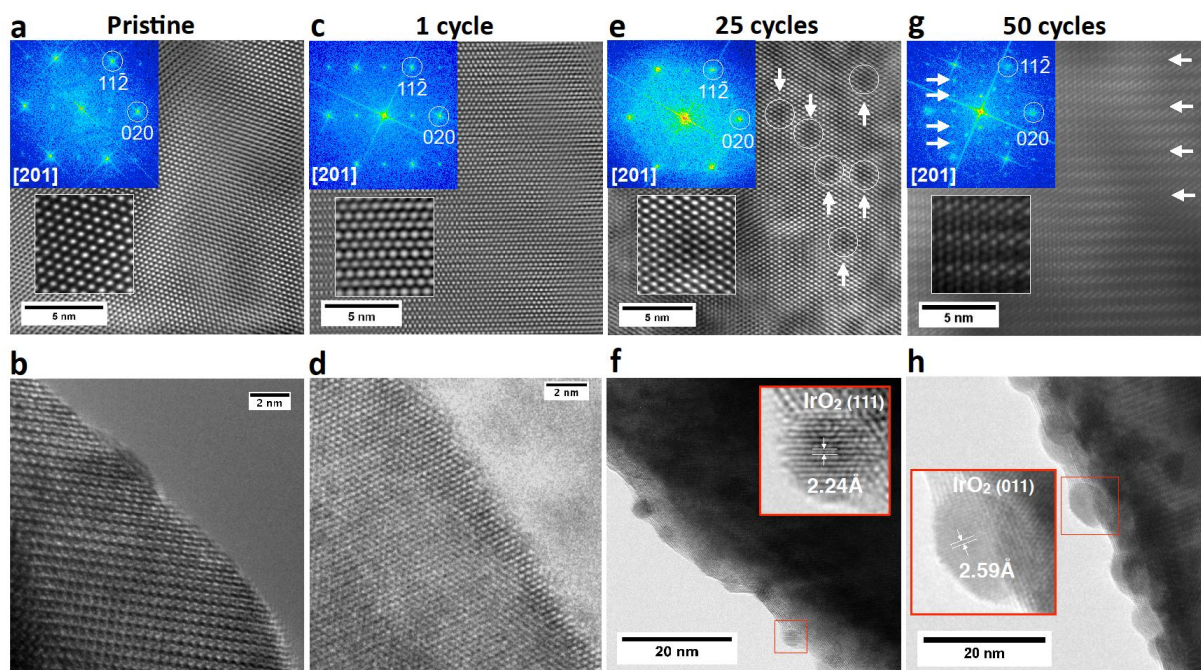 a Pristine
c 1 cycle
e 25 cycles
g 50 cycles
112̄
020
[201]
5 nm
112̄
020
[201]
5 nm
112̄
020
[201]
5 nm
112̄
020
[201]
5 nm
b
2 nm
d
2 nm
f
IrO₂ (111)
2.24Å
20 nm
h
IrO₂ (011)
2.59Å
20 nm